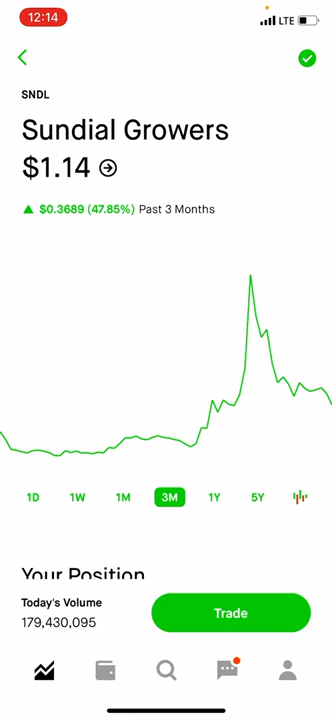 12:14
LTE
SNDL
Sundial Growers
$1.14
$0.3689 (47.85%) Past 3 Months
1D 1W 1M 3M 1Y 5Y
Your Position
Today's Volume
179,430,095
Trade